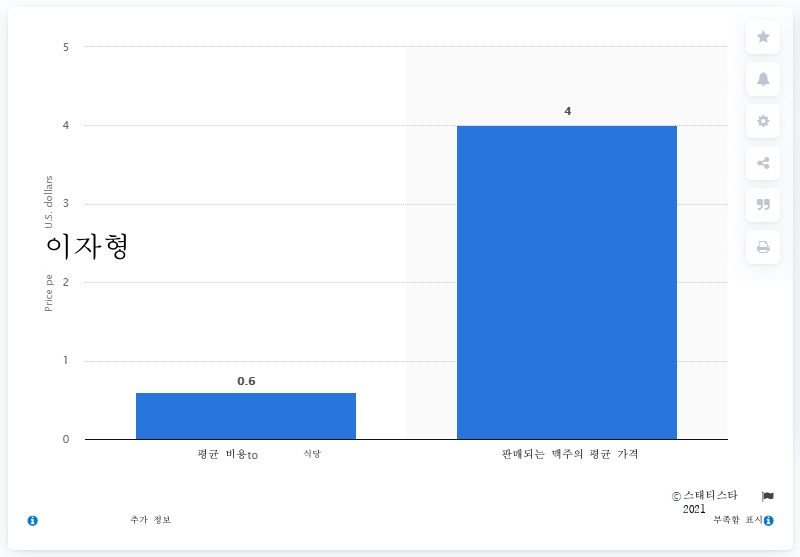 5
4
4
3
U.S. dollars
이자형
Price pe
2
1
0.6
0
평균 비용to 식당
판매되는 맥주의 평균 가격
© 스태티스타
2021
추가 정보
부족함 표시